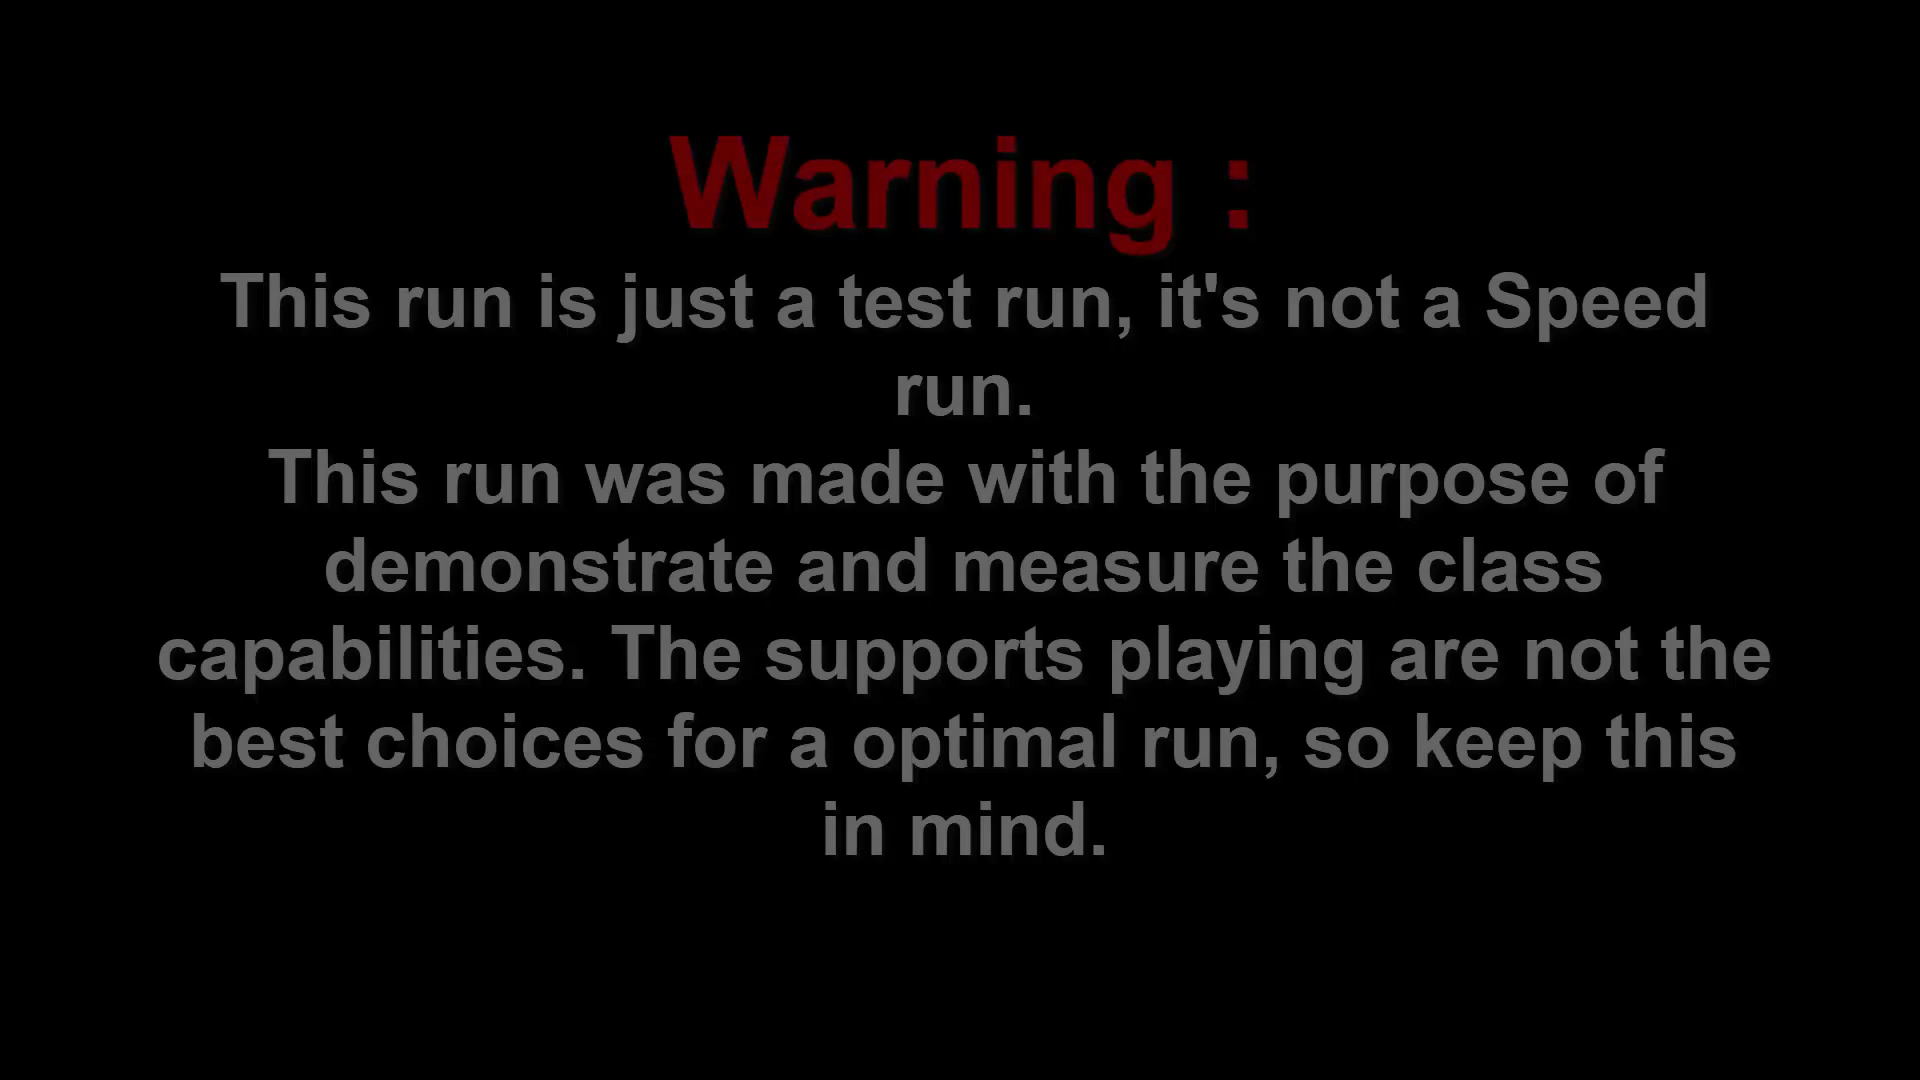 Warning :
This run is just a test run, it's not a Speed
run.
This run was made with the purpose of
demonstrate and measure the class
capabilities. The supports playing are not the
best choices for a optimal run, so keep this
in mind.